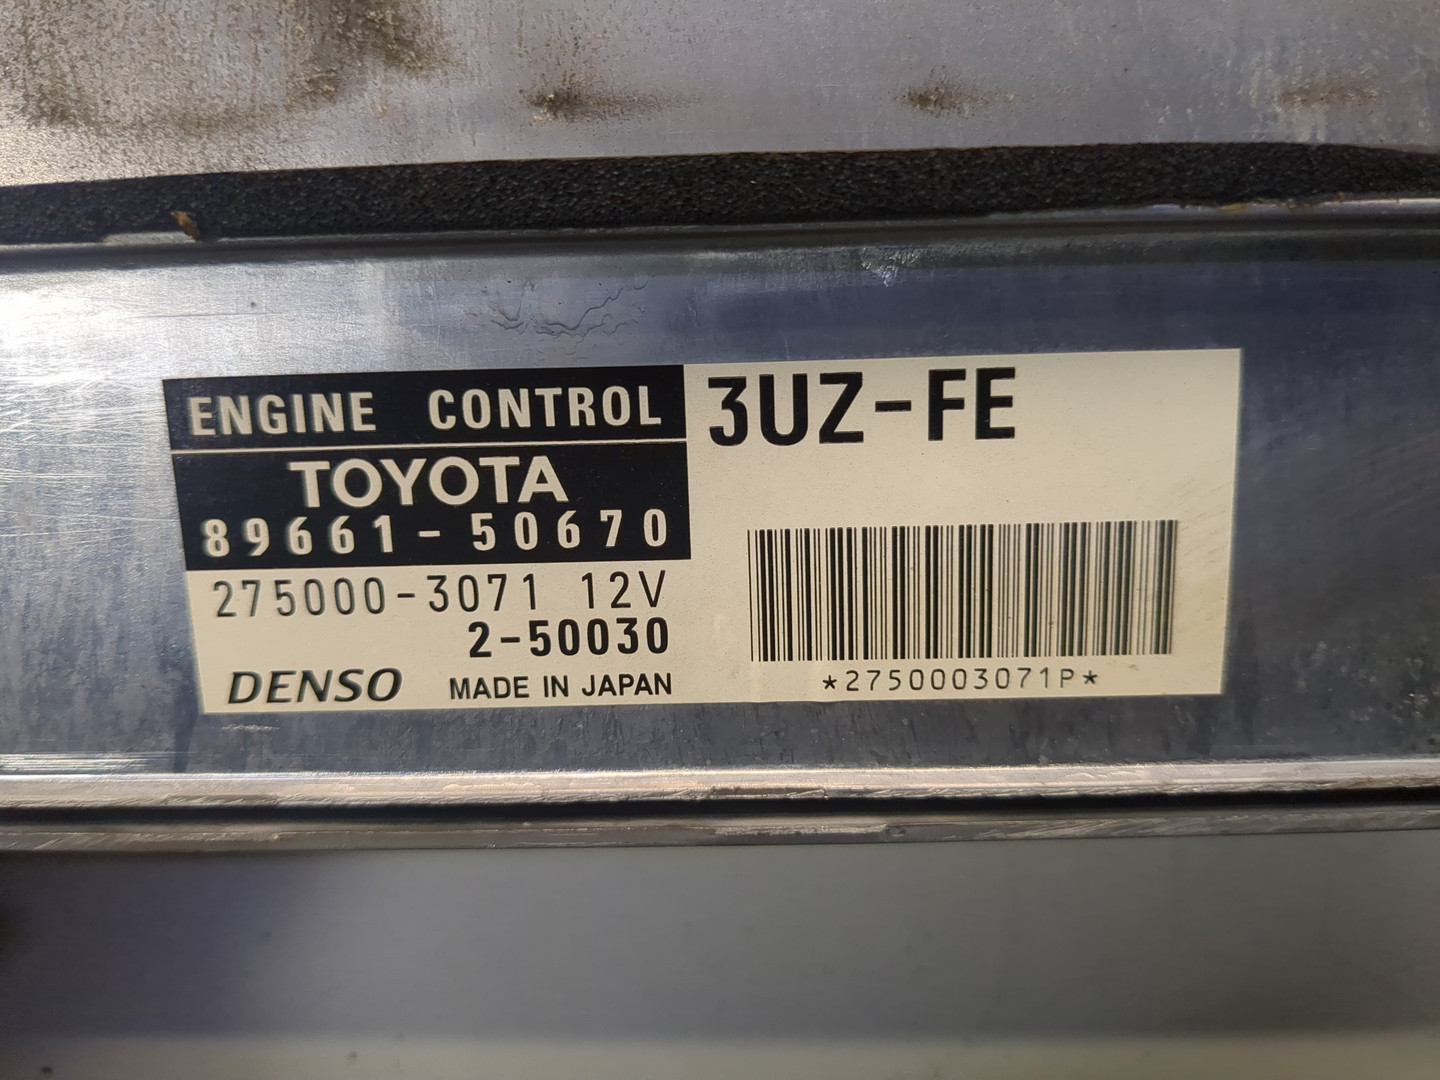 ENGINE CONTROL
TOYOTA
89661-50670
275000-3071 12V
2-50030
DENSO MADE IN JAPAN
3UZ-FE
*2750003071P*